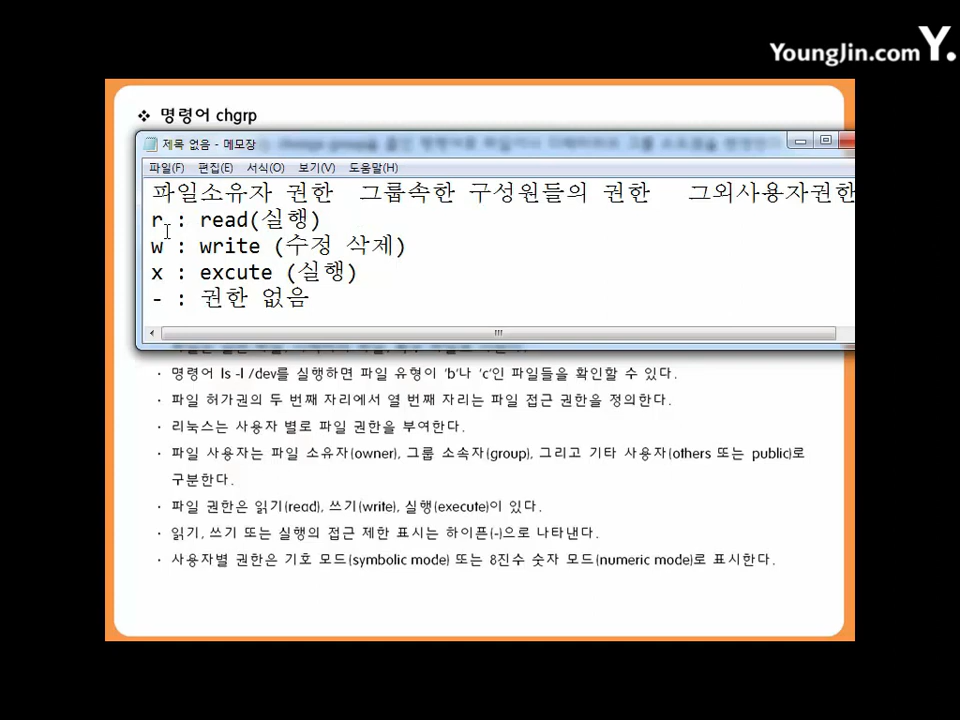 YoungJin.com Y.
❖ 명령어 chgrp
제목 없음 - 메모장
파일(F) 편집(E) 서식(O) 보기(V) 도움말(H)
파일소유자 권한 그룹속한 구성원들의 권한 그외사용자권한
r : read(실행)
w : write (수정 삭제)
x : excute (실행)
- : 권한 없음
· 명령어 ls -l /dev를 실행하면 파일 유형이 'b'나 'c'인 파일들을 확인할 수 있다.
· 파일 허가권의 두 번째 자리에서 열 번째 자리는 파일 접근 권한을 정의한다.
· 리눅스는 사용자 별로 파일 권한을 부여한다.
· 파일 사용자는 파일 소유자(owner), 그룹 소속자(group), 그리고 기타 사용자(others 또는 public)로
구분한다.
· 파일 권한은 읽기(read), 쓰기(write), 실행(execute)이 있다.
· 읽기, 쓰기 또는 실행의 접근 제한 표시는 하이픈(-)으로 나타낸다.
· 사용자별 권한은 기호 모드(symbolic mode) 또는 8진수 숫자 모드(numeric mode)로 표시한다.